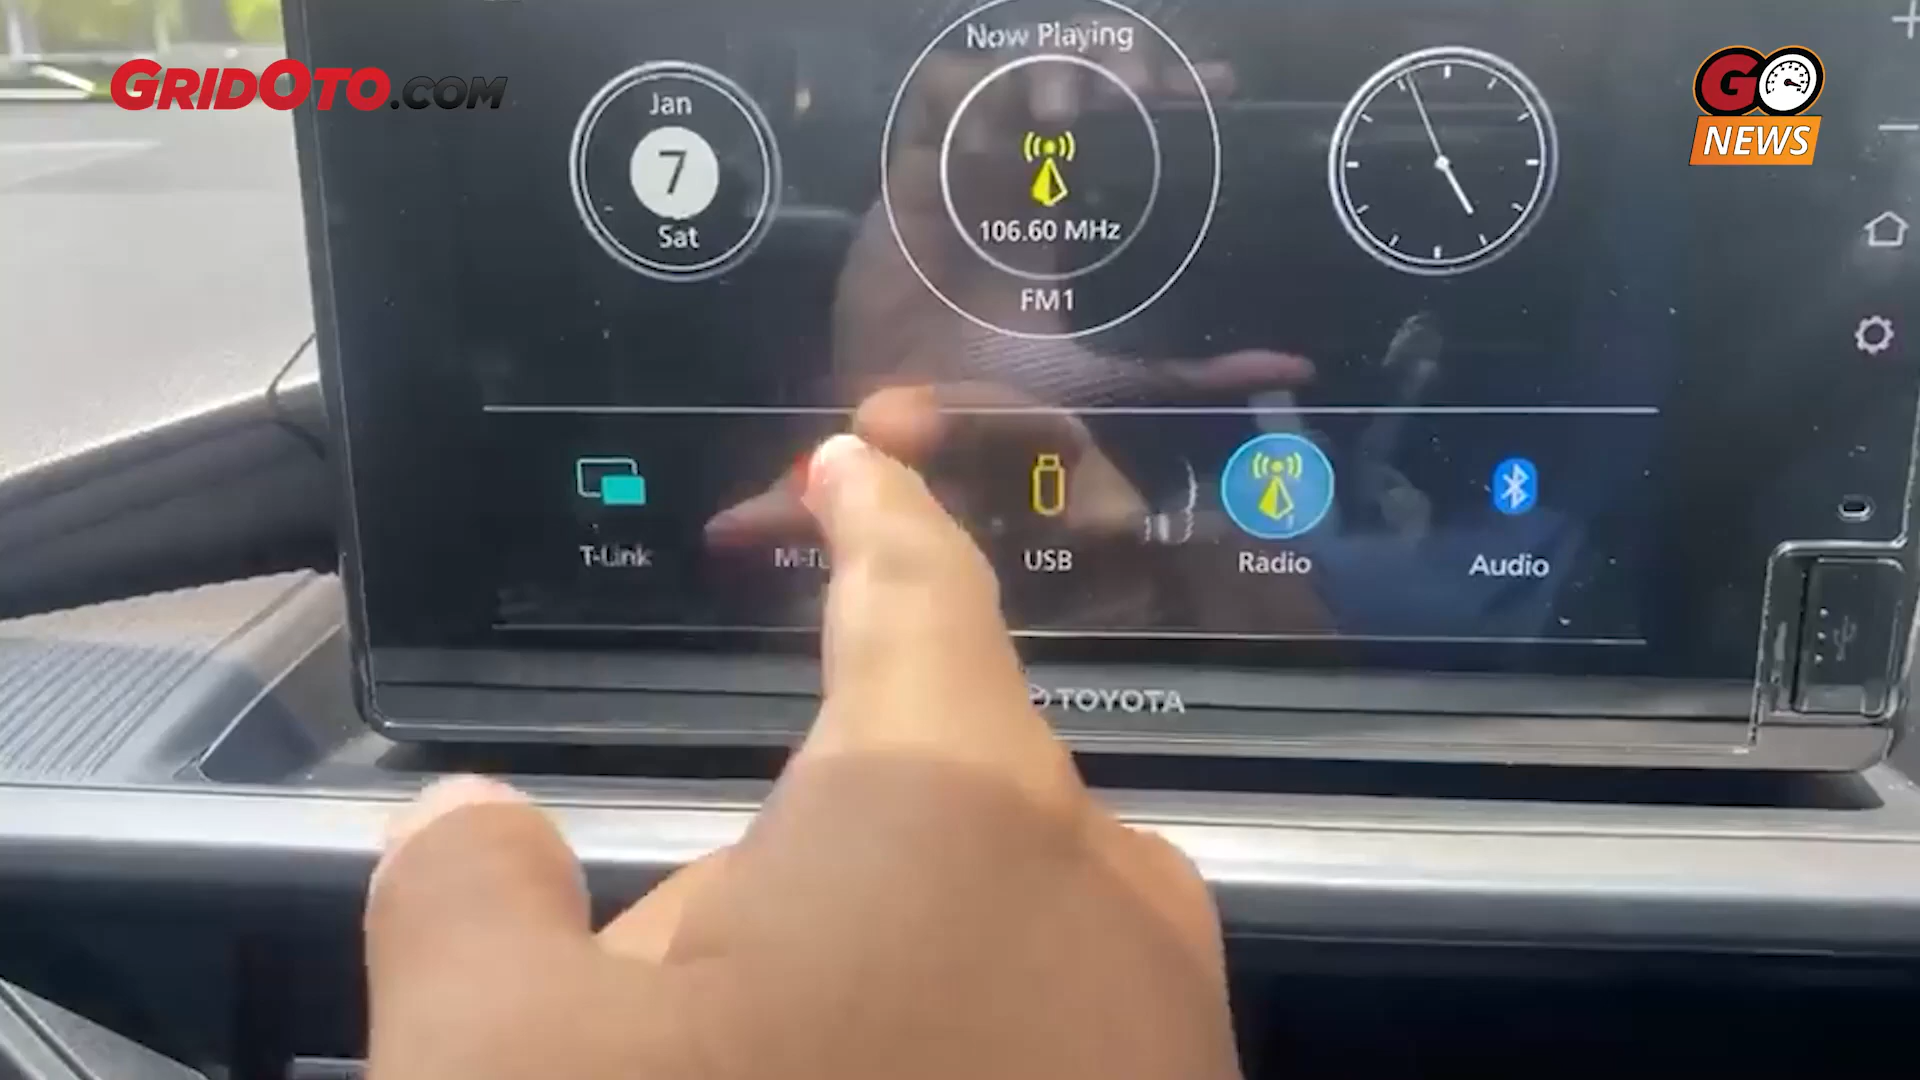 GRIDOTO.COM
GO
NEWS
Now Playing
Jan
7
Sat
106.60 MHz
FM1
T-Link
USB
Radio
Audio
TOYOTA